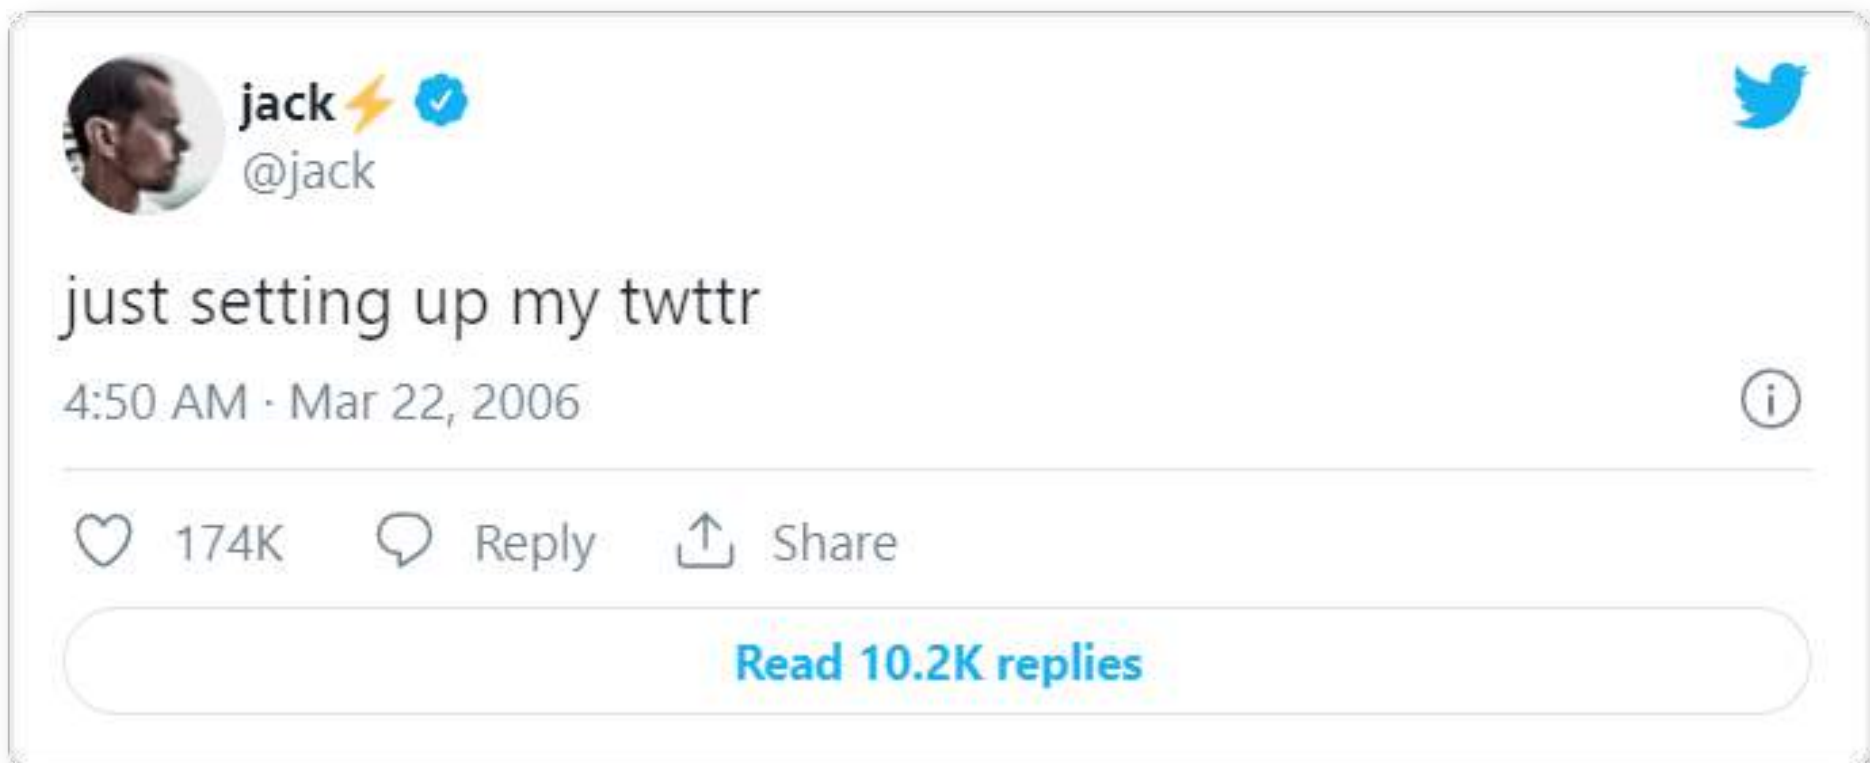 jack⚡
@jack
just setting up my twttr
4:50 AM · Mar 22, 2006
174K Reply Share
Read 10.2K replies